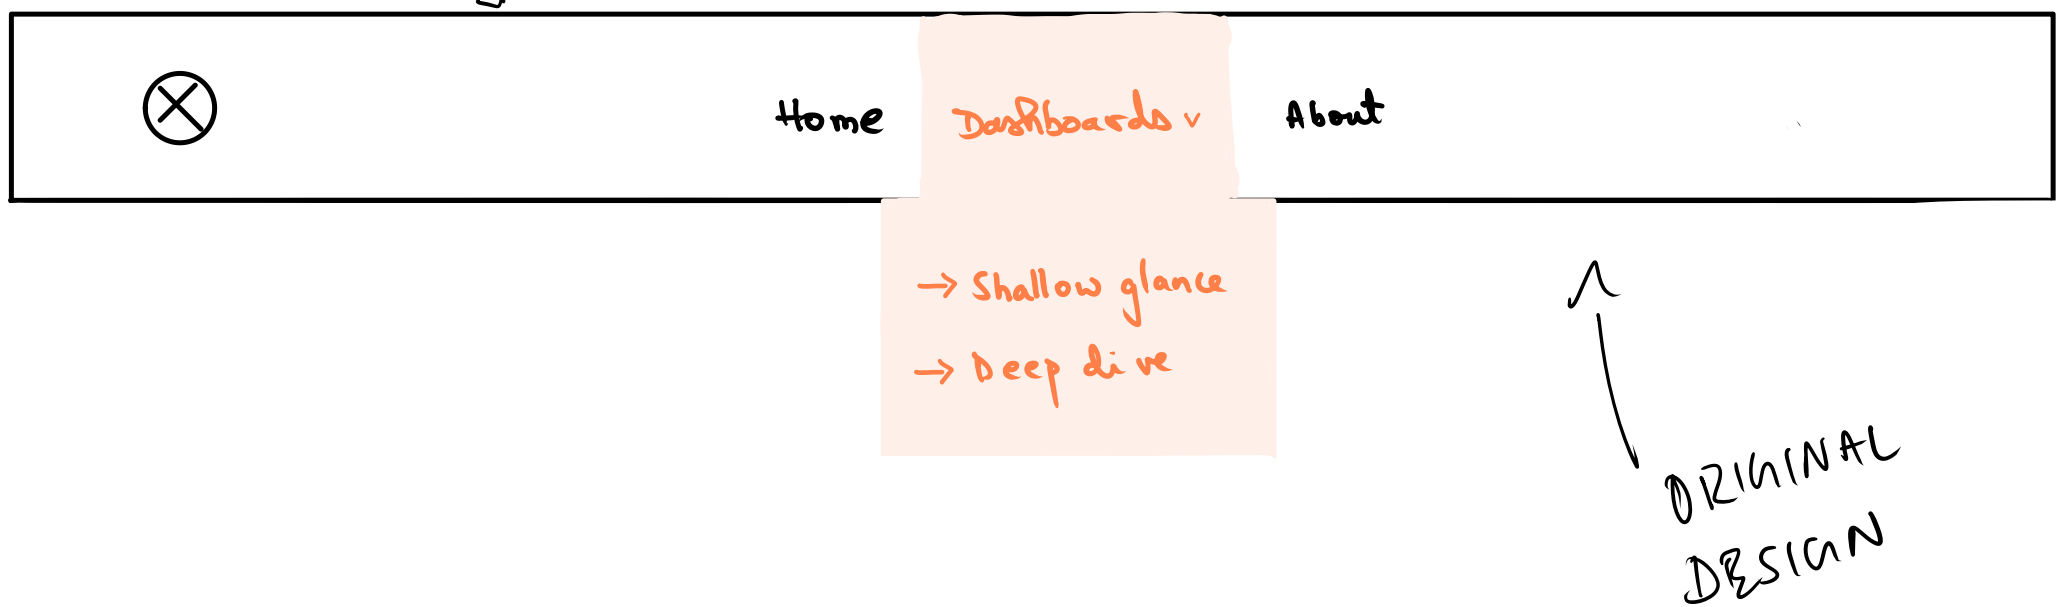 Home Dashboards v About
→ Shallow glance
→ Deep dive
ORIGINAL
DESIGN